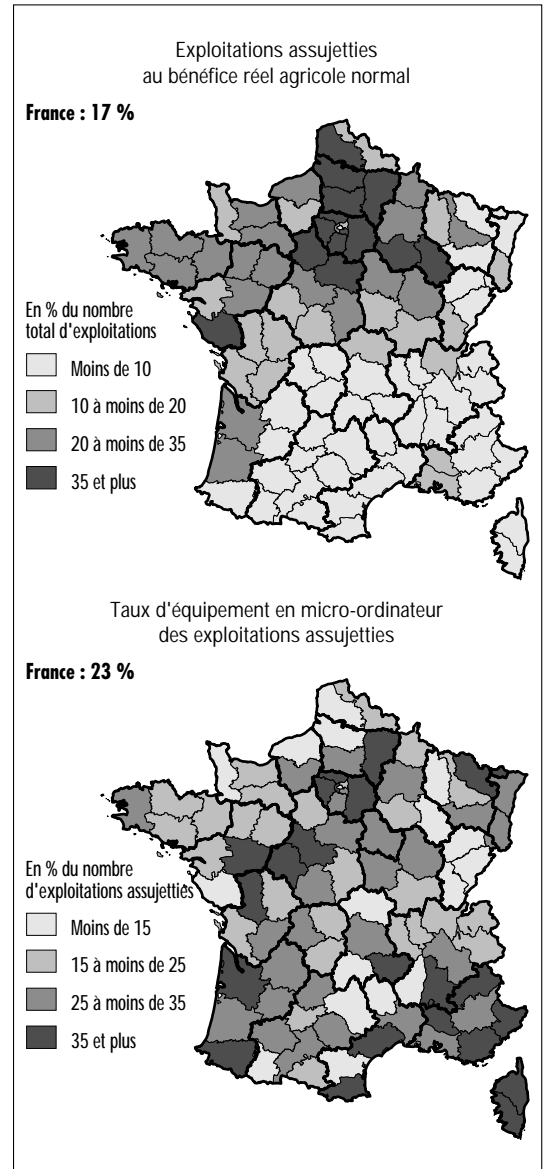 Exploitations assujetties
au bénéfice réel agricole normal
France : 17 %
En % du nombre
total d'exploitations
Moins de 10
10 à moins de 20
20 à moins de 35
35 et plus
Taux d'équipement en micro-ordinateur
des exploitations assujetties
France : 23 %
En % du nombre
d'exploitations assujetties
Moins de 15
15 à moins de 25
25 à moins de 35
35 et plus